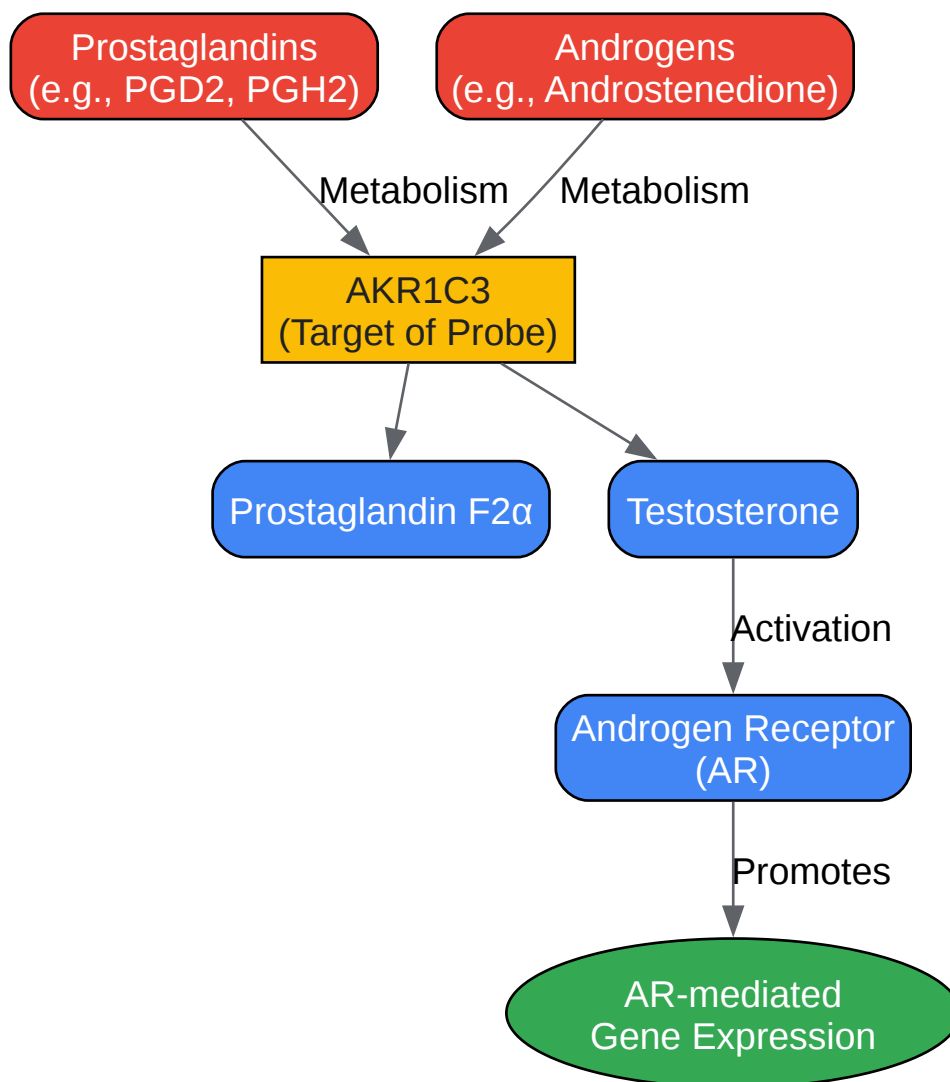 Prostaglandins
(e.g., PGD2, PGH2)
Androgens
(e.g., Androstenedione)
Metabolism
Metabolism
AKR1C3
(Target of Probe)
Prostaglandin F2α
Testosterone
Activation
Androgen Receptor
(AR)
Promotes
AR-mediated
Gene Expression